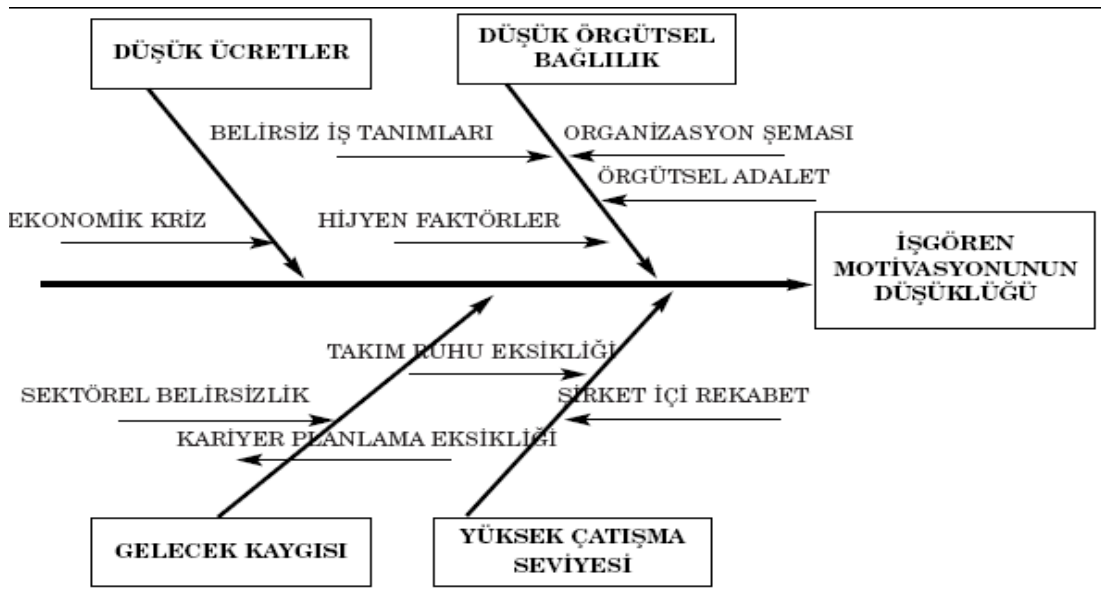 DÜŞÜK ÜCRETLER
DÜŞÜK ÖRGÜTSEL
BAĞLILIK
BELİRSİZ İŞ TANIMLARI
ORGANİZASYON ŞEMASI
ÖRGÜTSEL ADALET
EKONOMİK KRİZ
HİJYEN FAKTÖRLER
İŞGÖREN
MOTİVASYONUNUN
DÜŞÜKLÜĞÜ
TAKIM RUHU EKSİKLİĞİ
SEKTÖREL BELİRSİZLİK
ŞİRKET İÇİ REKABET
KARİYER PLANLAMA EKSİKLİĞİ
GELECEK KAYGISI
YÜKSEK ÇATIŞMA
SEVİYESİ